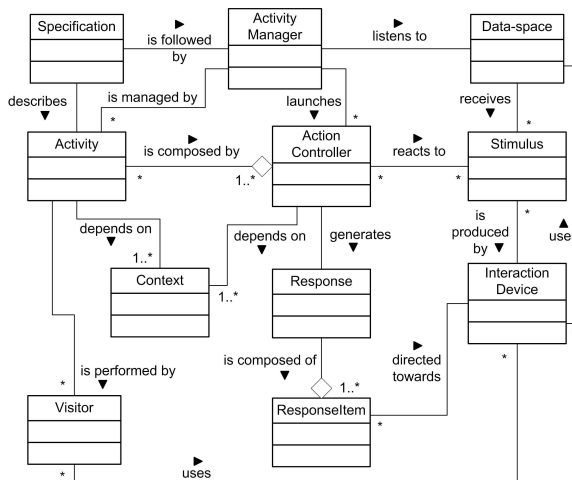 Specification
is followed
by
Activity
Manager
listens to
Data-space
describes
is managed by
*
launches
*
receives
*
Activity
is composed by
*
1..*
Action
Controller
reacts to
*
*
Stimulus
*
depends on
1..*
depends on
1..*
generates
is
produced
by
uses
Context
Response
Interaction
Device
*
is performed by
*
is composed of
1..*
directed
towards
Visitor
*
ResponseItem
*
uses